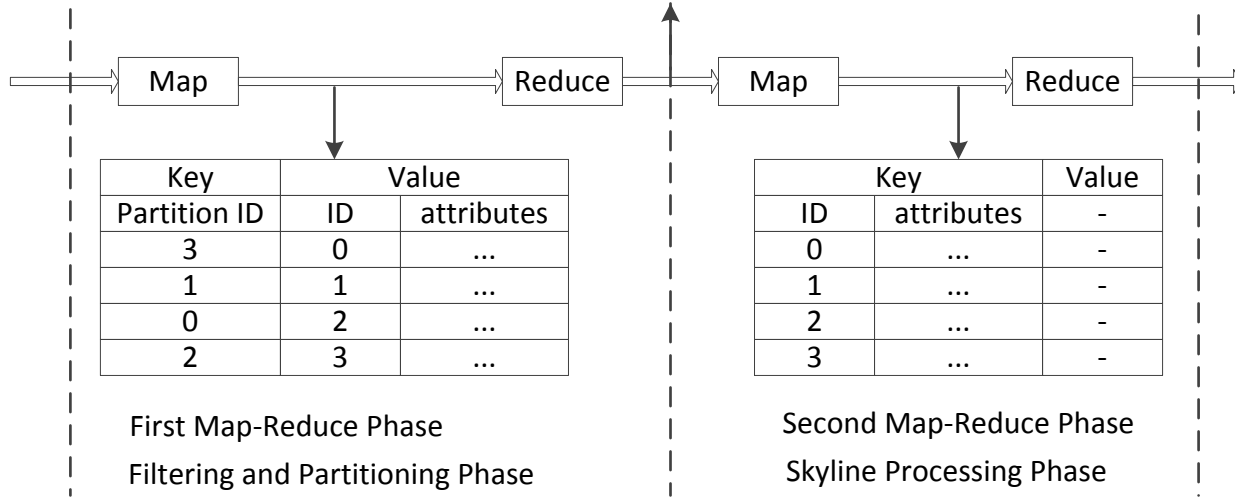 Map Reduce Map Reduce
Key Value
Partition ID ID attributes
3 0 ...
1 1 ...
0 2 ...
2 3 ...
First Map-Reduce Phase
Filtering and Partitioning Phase
Key Value
ID attributes -
0 ... -
1 ... -
2 ... -
3 ... -
Second Map-Reduce Phase
Skyline Processing Phase